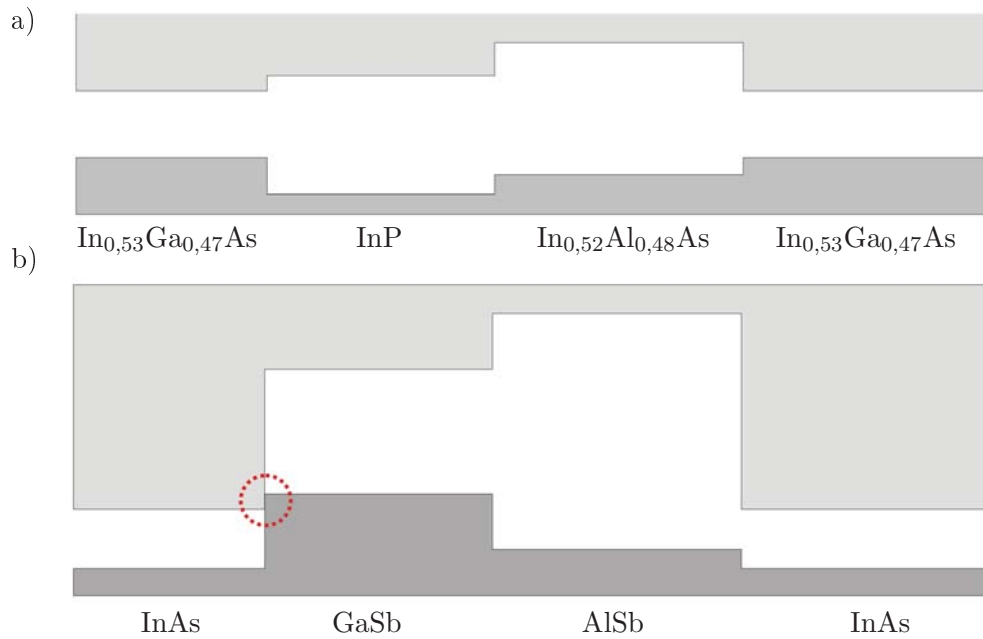 a)
In₀,₅₃Ga₀,₄₇As InP In₀,₅₂Al₀,₄₈As In₀,₅₃Ga₀,₄₇As
b)
InAs GaSb AlSb InAs